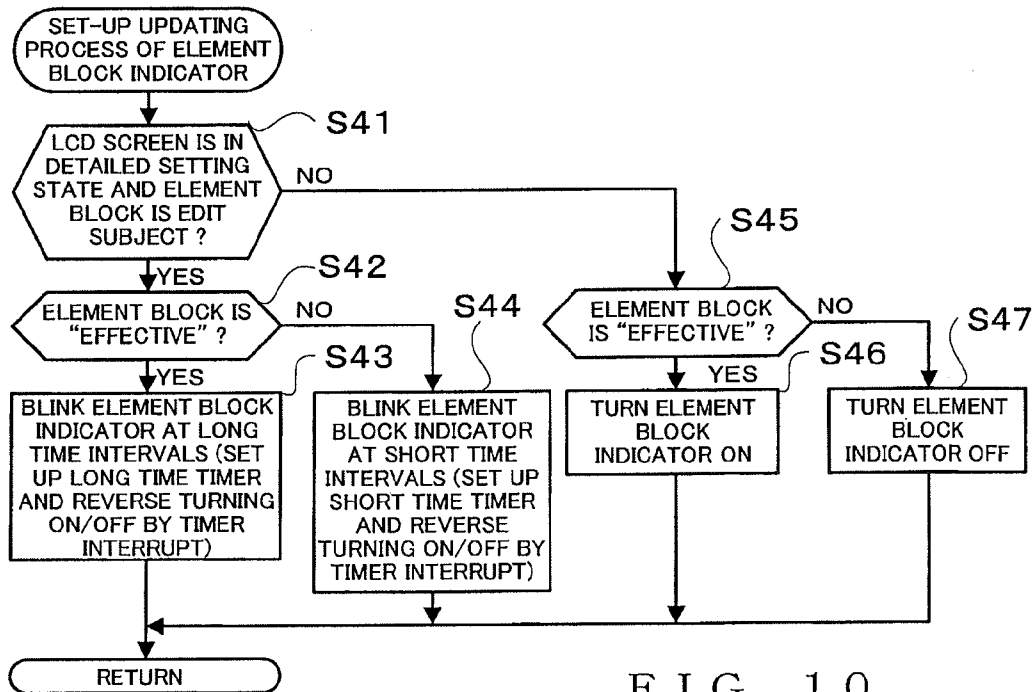 SET-UP UPDATING
PROCESS OF ELEMENT
BLOCK INDICATOR
S41
LCD SCREEN IS IN
DETAILED SETTING
STATE AND ELEMENT
BLOCK IS EDIT
SUBJECT ?
NO
YES
S42
ELEMENT BLOCK IS
“EFFECTIVE” ?
NO
YES
S43
BLINK ELEMENT BLOCK
INDICATOR AT LONG
TIME INTERVALS (SET
UP LONG TIME TIMER
AND REVERSE TURNING
ON/OFF BY TIMER
INTERRUPT)
S44
BLINK ELEMENT
BLOCK INDICATOR
AT SHORT TIME
INTERVALS (SET UP
SHORT TIME TIMER
AND REVERSE
TURNING ON/OFF BY
TIMER INTERRUPT)
S45
ELEMENT BLOCK
IS “EFFECTIVE” ?
NO
YES
S46
TURN ELEMENT
BLOCK
INDICATOR ON
S47
TURN ELEMENT
BLOCK
INDICATOR OFF
RETURN
FIG. 10